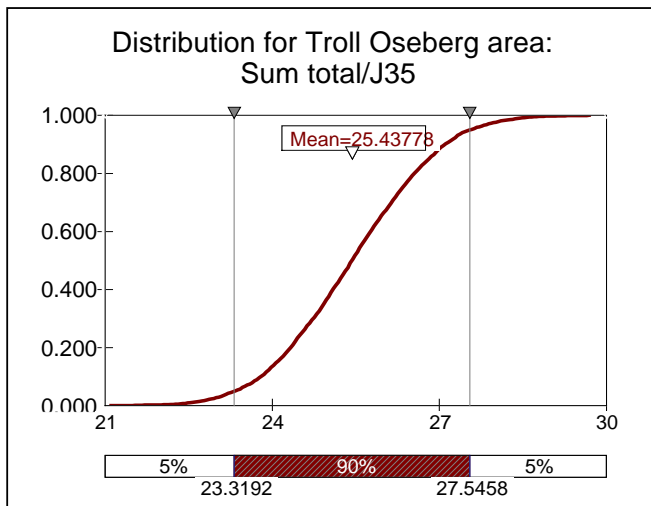 Distribution for Troll Oseberg area:
Sum total/J35
1.000
Mean=25.43778
0.800
0.600
0.400
0.200
0.000
21 24 27 30
5% 90% 5%
23.3192 27.5458